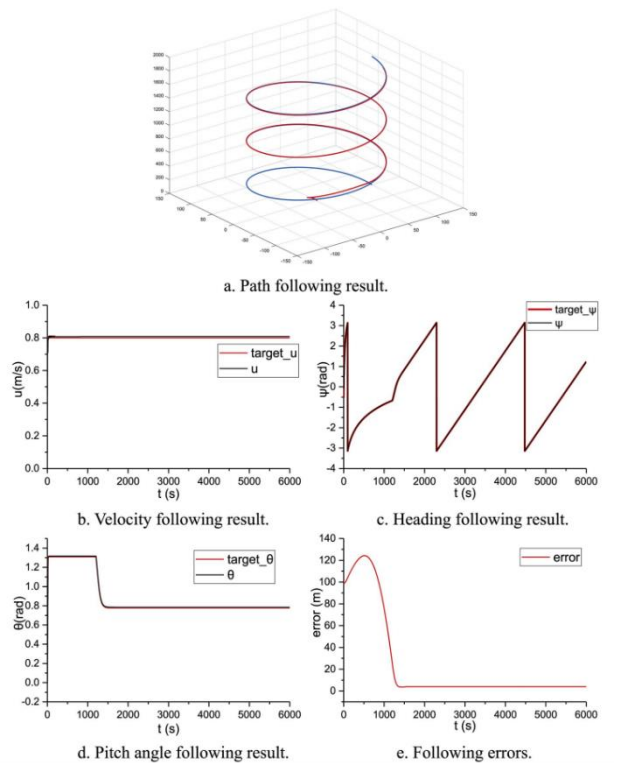 2000
1800
1600
1400
1200
1000
800
600
400
200
0
150 100 50 0 -50 -100 -150
-150 -100 -50 0 50 100 150
a. Path following result.
1.0
0.8
0.6
0.4
0.2
0.0
u(m/s)
target_u
u
0 1000 2000 3000 4000 5000 6000
t (s)
b. Velocity following result.
4
3
2
1
0
-1
-2
-3
-4
ψ(rad)
target_ψ
ψ
0 1000 2000 3000 4000 5000 6000
t (s)
c. Heading following result.
1.4
1.2
1.0
0.8
0.6
0.4
0.2
0.0
-0.2
θ(rad)
target_θ
θ
0 1000 2000 3000 4000 5000 6000
t (s)
d. Pitch angle following result.
140
120
100
80
60
40
20
0
error (m)
error
0 1000 2000 3000 4000 5000 6000
t (s)
e. Following errors.